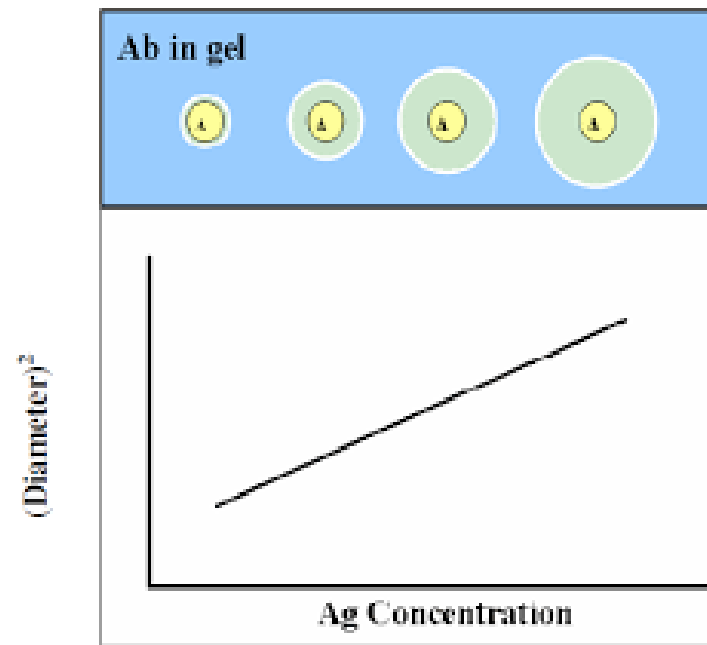 Ab in gel
A A A A
(Diameter)²
Ag Concentration